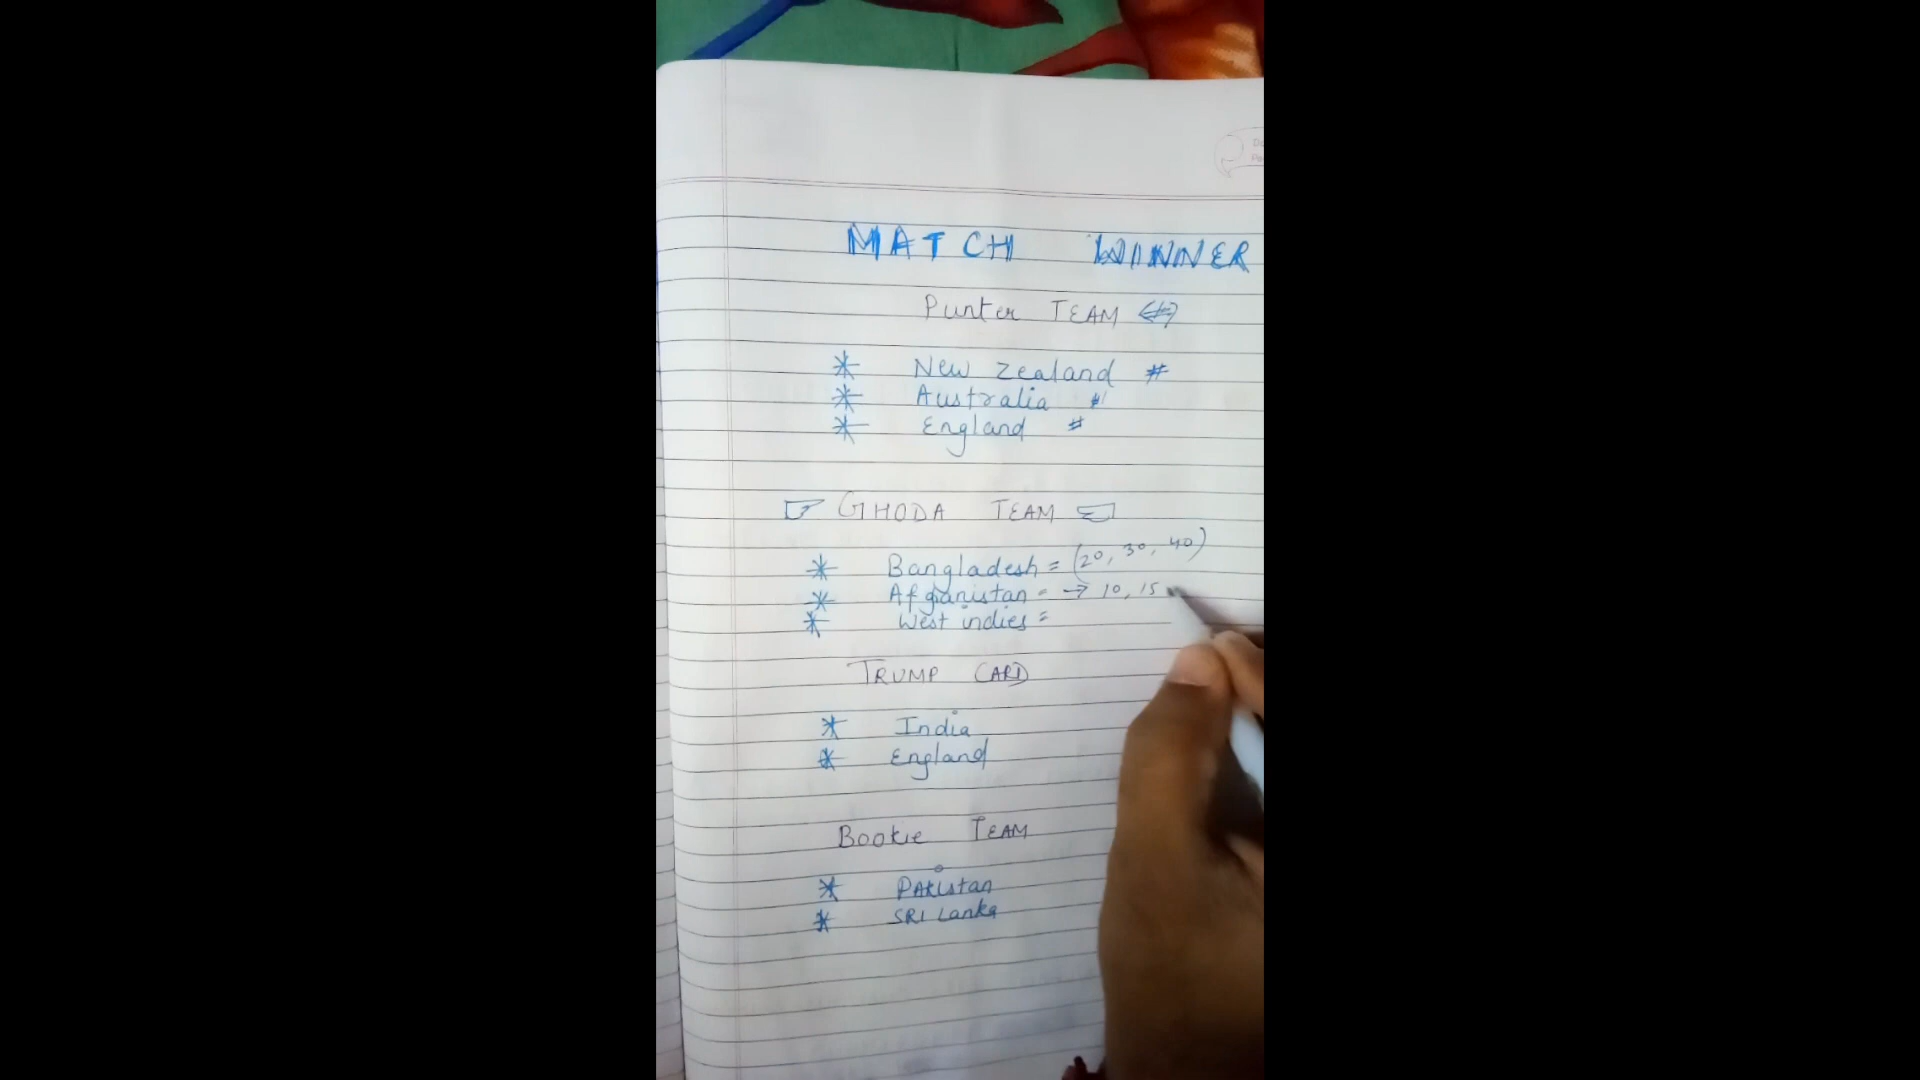 MATCH WINNER
Punter TEAM
* New Zealand #
* Australia #
* England #
GHODA TEAM
* Bangladesh = (20, 30, 40)
* Afganistan = → 10, 15
* West indies =
TRUMP CARD
* India
* England
Bookie TEAM
* PAKistan
* SRI Lanka